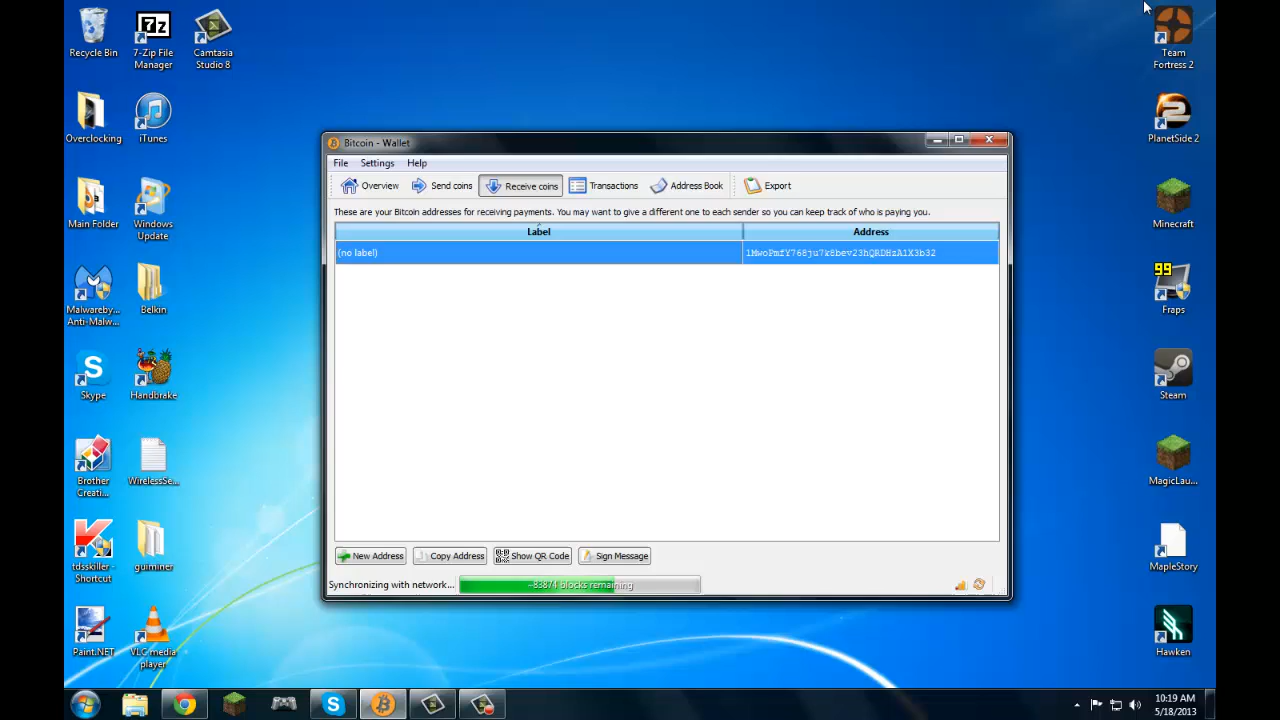 Recycle Bin
7-Zip File
Manager
Camtasia
Studio 8
Team
Fortress 2
Overclocking
iTunes
PlanetSide 2
Main Folder
Windows
Update
Minecraft
Malwareby...
Anti-Malw...
Belkin
99
Fraps
Skype
Handbrake
Steam
Brother
Creati...
WirelessSe...
MagicLau...
tdsskiller -
Shortcut
guiminer
MapleStory
Paint.NET
VLC media
player
Hawken
Bitcoin - Wallet
File Settings Help
Overview Send coins Receive coins Transactions Address Book Export
These are your Bitcoin addresses for receiving payments. You may want to give a different one to each sender so you can keep track of who is paying you.
Label Address
(no label) 1MwoPmfY768ju7k8bev23hQRDHzA1X3b32
New Address Copy Address Show QR Code Sign Message
Synchronizing with network... ~83874 blocks remaining
10:19 AM
5/18/2013